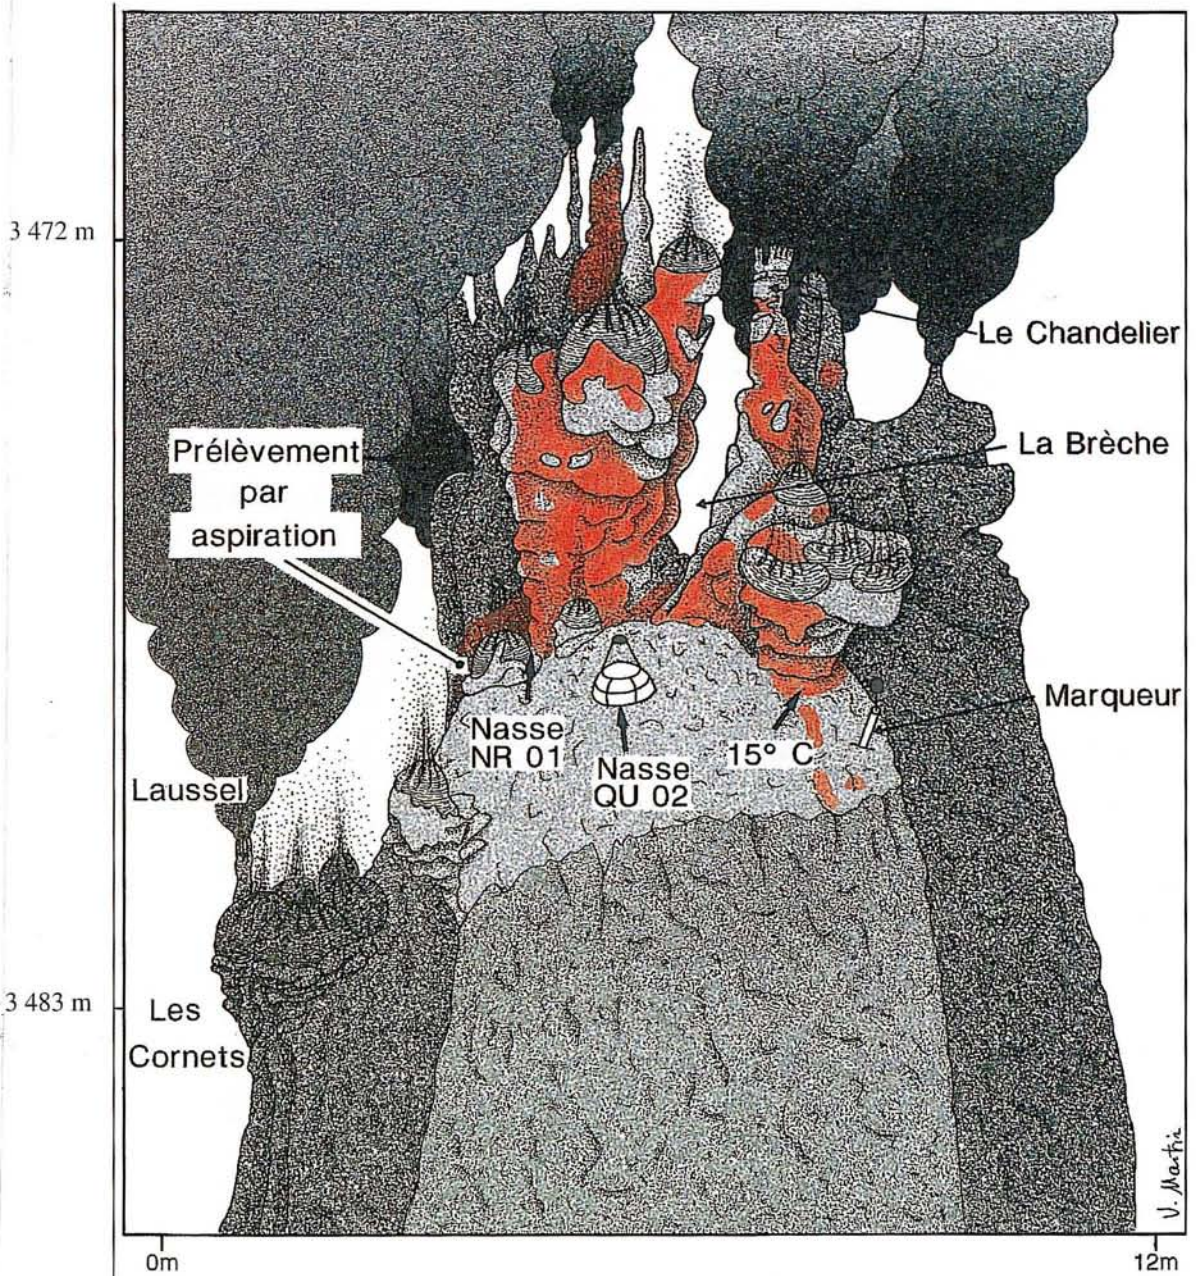 3 472 m
Le Chandelier
La Brèche
Prélèvement
par
aspiration
Marqueur
Nasse
NR 01
Nasse
QU 02
15° C
Laussel
3 483 m
Les
Cornets
V. Martin
0m
12m